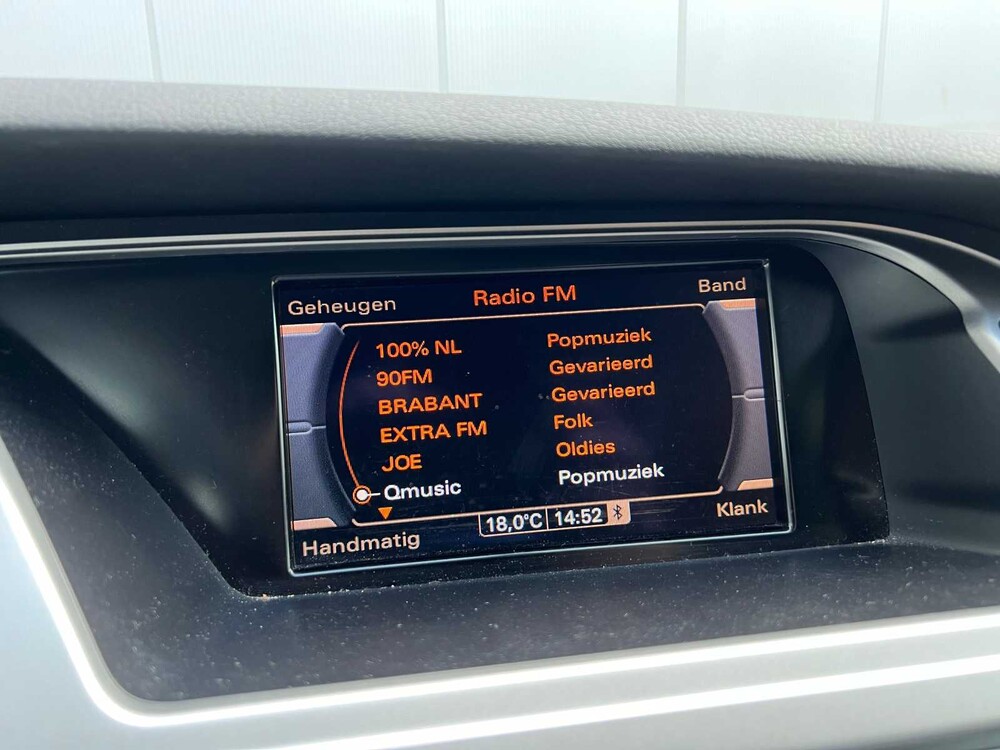 Geheugen Radio FM Band
100% NL Popmuziek
90FM Gevarieerd
BRABANT Gevarieerd
EXTRA FM Folk
JOE Oldies
Qmusic Popmuziek
Handmatig 18,0°C 14:52 Klank